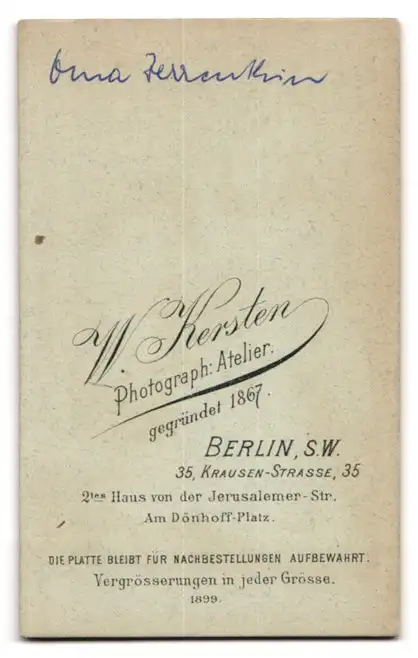 Oma
W. Kersten
Photograph: Atelier.
gegründet 1867.
BERLIN, S.W.
35, KRAUSEN-STRASSE, 35
2tes Haus von der Jerusalemer-Str.
Am Dönhoff-Platz.
DIE PLATTE BLEIBT FÜR NACHBESTELLUNGEN AUFBEWAHRT.
Vergrösserungen in jeder Grösse.
1899.